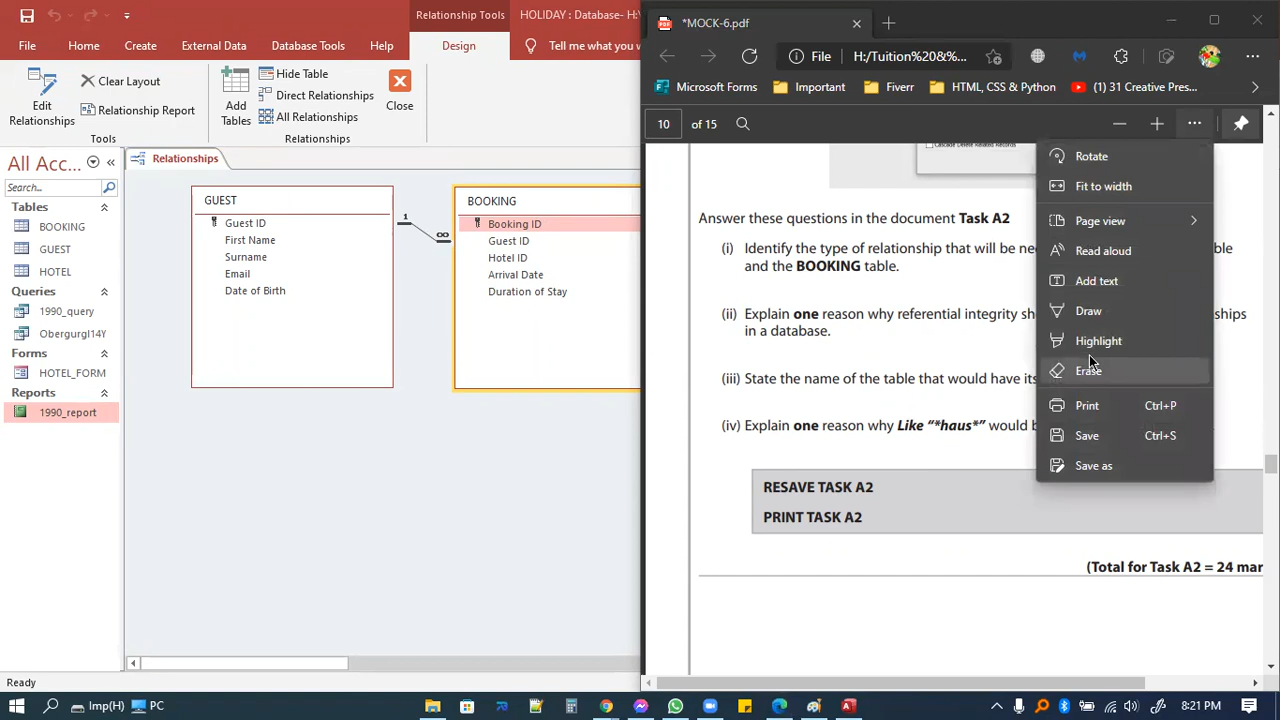 Relationship Tools
HOLIDAY : Database- H:\
File
Home
Create
External Data
Database Tools
Help
Design
Tell me what you
Edit
Relationships
Clear Layout
Relationship Report
Tools
Add
Tables
Hide Table
Direct Relationships
All Relationships
Relationships
Close
All Acc...
Search...
Tables
BOOKING
GUEST
HOTEL
Queries
1990_query
ObergurgI14Y
Forms
HOTEL_FORM
Reports
1990_report
Relationships
GUEST
Guest ID
First Name
Surname
Email
Date of Birth
1
∞
BOOKING
Booking ID
Guest ID
Hotel ID
Arrival Date
Duration of Stay
Ready
*MOCK-6.pdf
File
H:/Tuition%20&%...
Microsoft Forms
Important
Fiverr
HTML, CSS & Python
(1) 31 Creative Pres...
10
of 15
Cascade Delete Related Records
Answer these questions in the document Task A2
(i) Identify the type of relationship that will be ne
ble
and the BOOKING table.
(ii) Explain one reason why referential integrity sh
ships
in a database.
(iii) State the name of the table that would have its
(iv) Explain one reason why Like "*haus*" would b
RESAVE TASK A2
PRINT TASK A2
(Total for Task A2 = 24 mar
Rotate
Fit to width
Page view
Read aloud
Add text
Draw
Highlight
Erase
Print Ctrl+P
Save Ctrl+S
Save as
Imp(H)
PC
8:21 PM